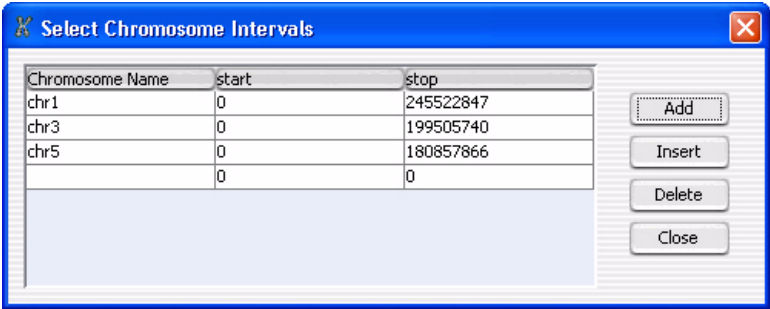 Select Chromosome Intervals
Chromosome Name start stop
chr1 0 245522847
chr3 0 199505740
chr5 0 180857866
0 0
Add
Insert
Delete
Close